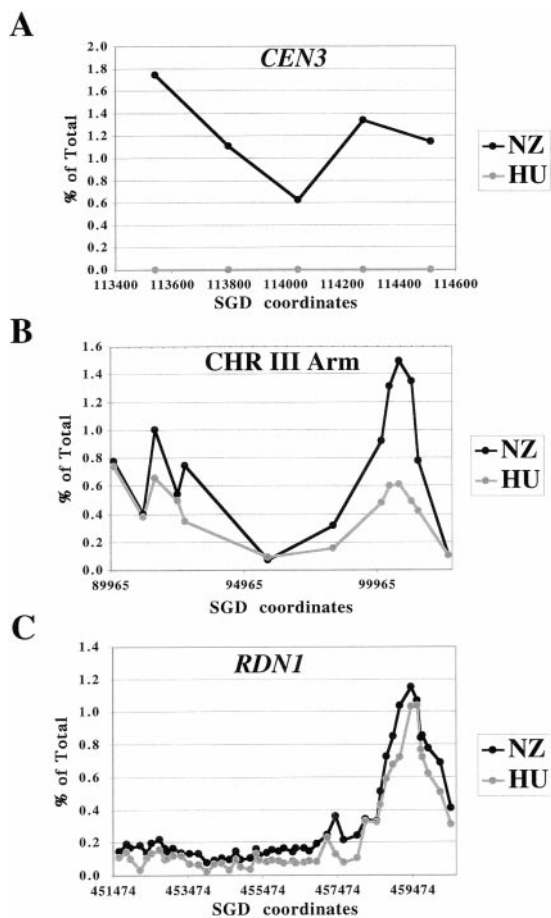 A
CEN3
2.0
1.8
1.6
1.4
1.2
1.0
0.8
0.6
0.4
0.2
0.0
% of Total
113400 113600 113800 114000 114200 114400 114600
SGD coordinates
NZ
HU
B
CHR III Arm
1.6
1.4
1.2
1.0
0.8
0.6
0.4
0.2
0.0
% of Total
89965 94965 99965
SGD coordinates
NZ
HU
C
RDN1
1.4
1.2
1.0
0.8
0.6
0.4
0.2
0
% of Total
451474 453474 455474 457474 459474
SGD coordinates
NZ
HU